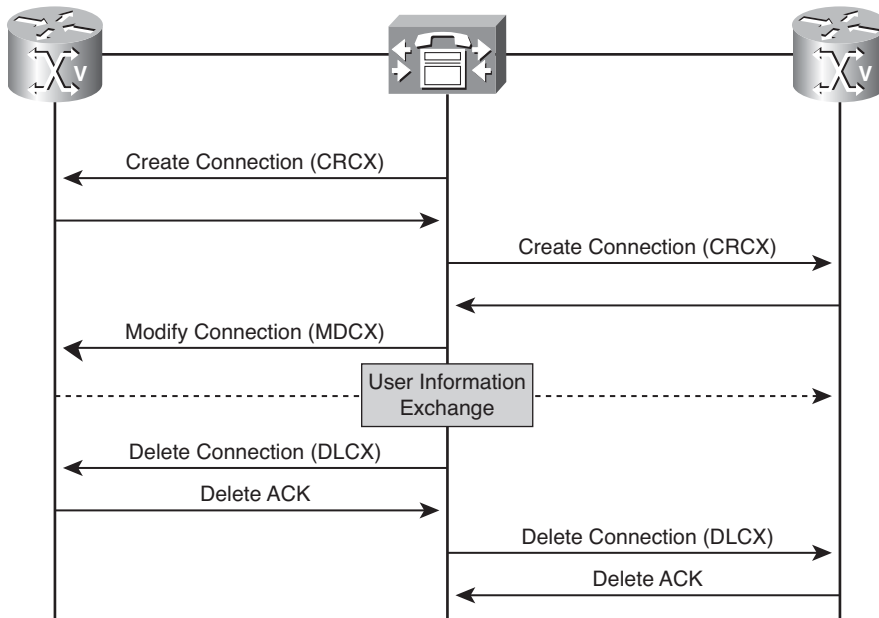 V
V
Create Connection (CRCX)
Create Connection (CRCX)
Modify Connection (MDCX)
User Information
Exchange
Delete Connection (DLCX)
Delete ACK
Delete Connection (DLCX)
Delete ACK